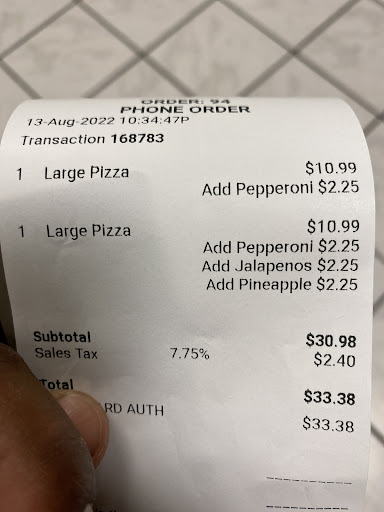 ORDER: 94
PHONE ORDER
13-Aug-2022 10:34:47P
Transaction 168783
1 Large Pizza $10.99
Add Pepperoni $2.25
1 Large Pizza $10.99
Add Pepperoni $2.25
Add Jalapenos $2.25
Add Pineapple $2.25
Subtotal $30.98
Sales Tax 7.75% $2.40
Total $33.38
RD AUTH $33.38